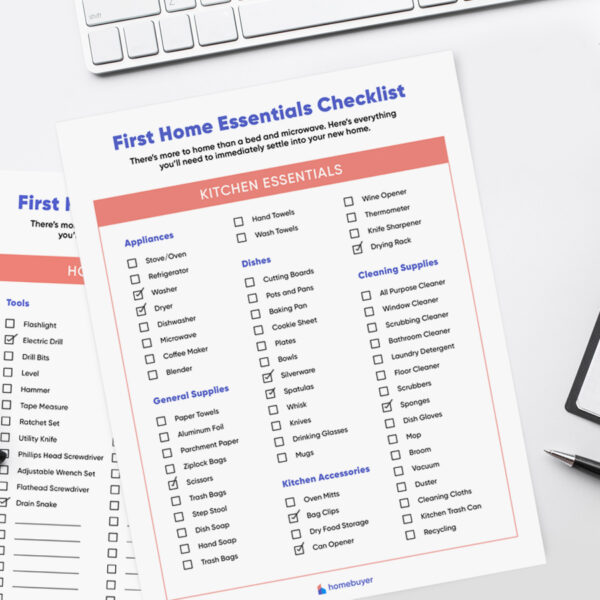 shift
First Home Essentials Checklist
There's more to home than a bed and microwave. Here's everything
you'll need to immediately settle into your new home.
KITCHEN ESSENTIALS
Appliances
Stove/Oven
Refrigerator
Washer
Dryer
Dishwasher
Microwave
Coffee Maker
Blender
General Supplies
Paper Towels
Aluminum Foil
Parchment Paper
Ziplock Bags
Scissors
Trash Bags
Step Stool
Dish Soap
Hand Soap
Trash Bags
Hand Towels
Wash Towels
Dishes
Cutting Boards
Pots and Pans
Baking Pan
Cookie Sheet
Plates
Bowls
Silverware
Spatulas
Whisk
Knives
Drinking Glasses
Mugs
Kitchen Accessories
Oven Mitts
Bag Clips
Dry Food Storage
Can Opener
Wine Opener
Thermometer
Knife Sharpener
Drying Rack
Cleaning Supplies
All Purpose Cleaner
Window Cleaner
Scrubbing Cleaner
Bathroom Cleaner
Laundry Detergent
Floor Cleaner
Scrubbers
Sponges
Dish Gloves
Mop
Broom
Vacuum
Duster
Cleaning Cloths
Kitchen Trash Can
Recycling
homebuyer
First
There's
you'
HO
Tools
Flashlight
Electric Drill
Drill Bits
Level
Hammer
Tape Measure
Ratchet Set
Utility Knife
Phillips Head Screwdriver
Adjustable Wrench Set
Flathead Screwdriver
Drain Snake